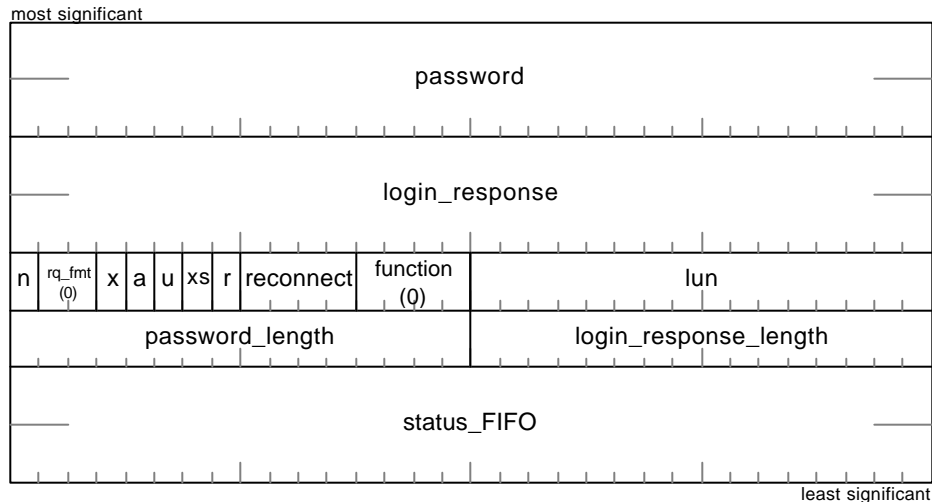 most significant
password
login_response
n rq_fmt x a u xs r reconnect function lun
(0) (0)
password_length login_response_length
status_FIFO
least significant